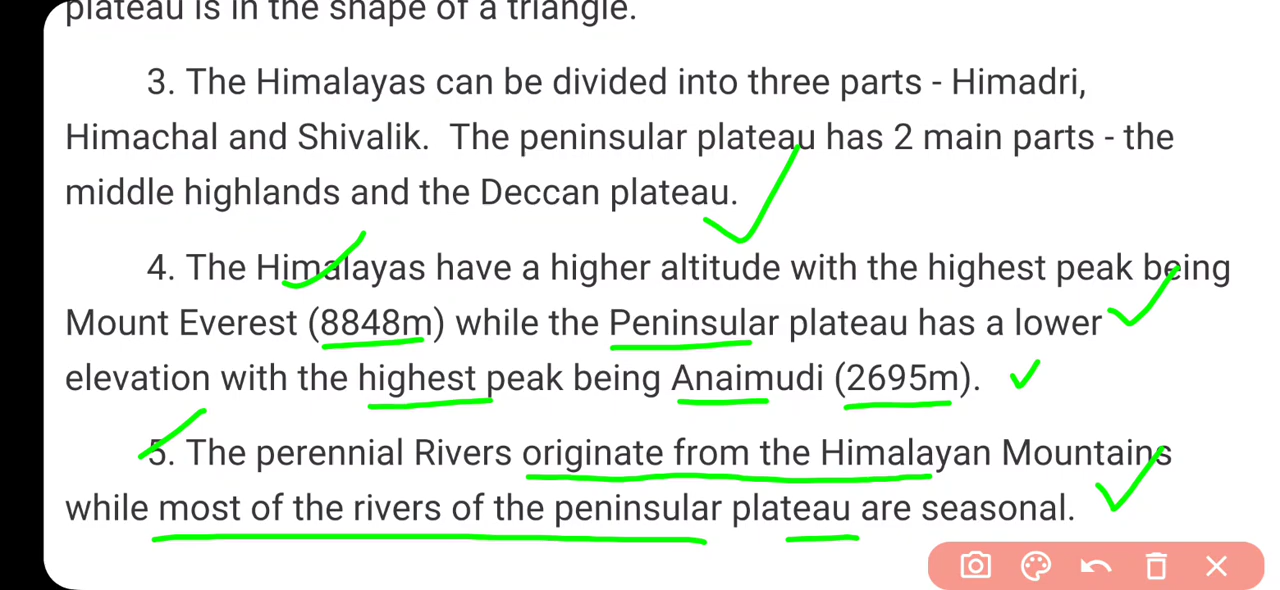 plateau is in the shape of a triangle.
3. The Himalayas can be divided into three parts - Himadri,
Himachal and Shivalik. The peninsular plateau has 2 main parts - the
middle highlands and the Deccan plateau.
4. The Himalayas have a higher altitude with the highest peak being
Mount Everest (8848m) while the Peninsular plateau has a lower
elevation with the highest peak being Anaimudi (2695m).
5. The perennial Rivers originate from the Himalayan Mountains
while most of the rivers of the peninsular plateau are seasonal.